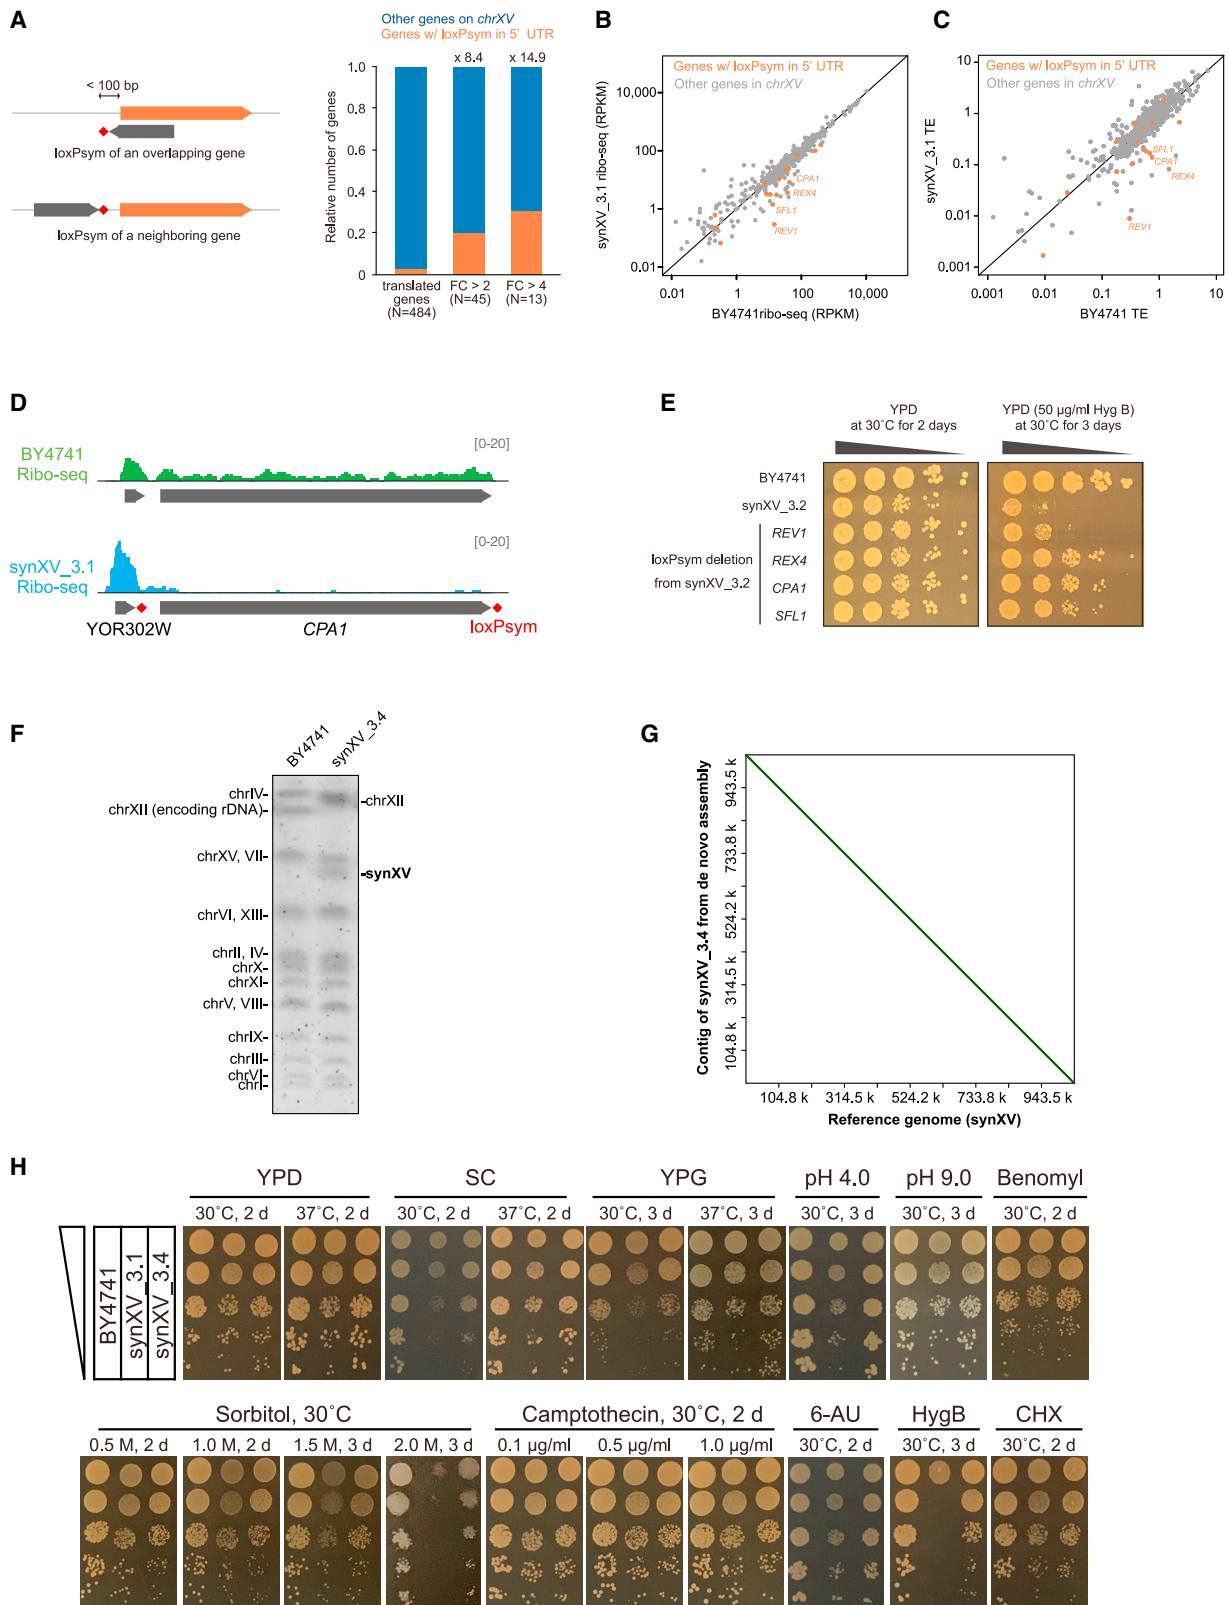 A
Other genes on chrXV
Genes w/ loxPsym in 5' UTR
x 8.4
x 14.9
< 100 bp
loxPsym of an overlapping gene
loxPsym of a neighboring gene
Relative number of genes
1.0
0.8
0.6
0.4
0.2
0
translated genes (N=484)
FC > 2 (N=45)
FC > 4 (N=13)
B
Genes w/ loxPsym in 5' UTR
Other genes in chrXV
synXV_3.1 ribo-seq (RPKM)
10,000
100
1
0.01
CPA1
REX4
SFL1
REV1
0.01
1
100
10,000
BY4741ribo-seq (RPKM)
C
Genes w/ loxPsym in 5' UTR
Other genes in chrXV
synXV_3.1 TE
10
1
0.1
0.01
0.001
SFL1
CPA1
REX4
REV1
0.001
0.01
0.1
1
10
BY4741 TE
D
BY4741
Ribo-seq
[0-20]
synXV_3.1
Ribo-seq
[0-20]
YOR302W
CPA1
loxPsym
E
YPD
at 30˚C for 2 days
YPD (50 µg/ml Hyg B)
at 30˚C for 3 days
BY4741
synXV_3.2
loxPsym deletion
from synXV_3.2
REV1
REX4
CPA1
SFL1
F
BY4741
synXV_3.4
chrIV-
chrXII (encoding rDNA)-
-chrXII
chrXV, VII-
-synXV
chrVI, XIII-
chrII, IV-
chrX-
chrXI-
chrV, VIII-
chrIX-
chrIII-
chrVI-
chrI-
G
Contig of synXV_3.4 from de novo assembly
943.5 k
733.8 k
524.2 k
314.5 k
104.8 k
104.8 k
314.5 k
524.2 k
733.8 k
943.5 k
Reference genome (synXV)
H
BY4741
synXV_3.1
synXV_3.4
YPD
30˚C, 2 d
37˚C, 2 d
SC
30˚C, 2 d
37˚C, 2 d
YPG
30˚C, 3 d
37˚C, 3 d
pH 4.0
30˚C, 3 d
pH 9.0
30˚C, 3 d
Benomyl
30˚C, 2 d
Sorbitol, 30˚C
0.5 M, 2 d
1.0 M, 2 d
1.5 M, 3 d
2.0 M, 3 d
Camptothecin, 30˚C, 2 d
0.1 µg/ml
0.5 µg/ml
1.0 µg/ml
6-AU
30˚C, 2 d
HygB
30˚C, 3 d
CHX
30˚C, 2 d